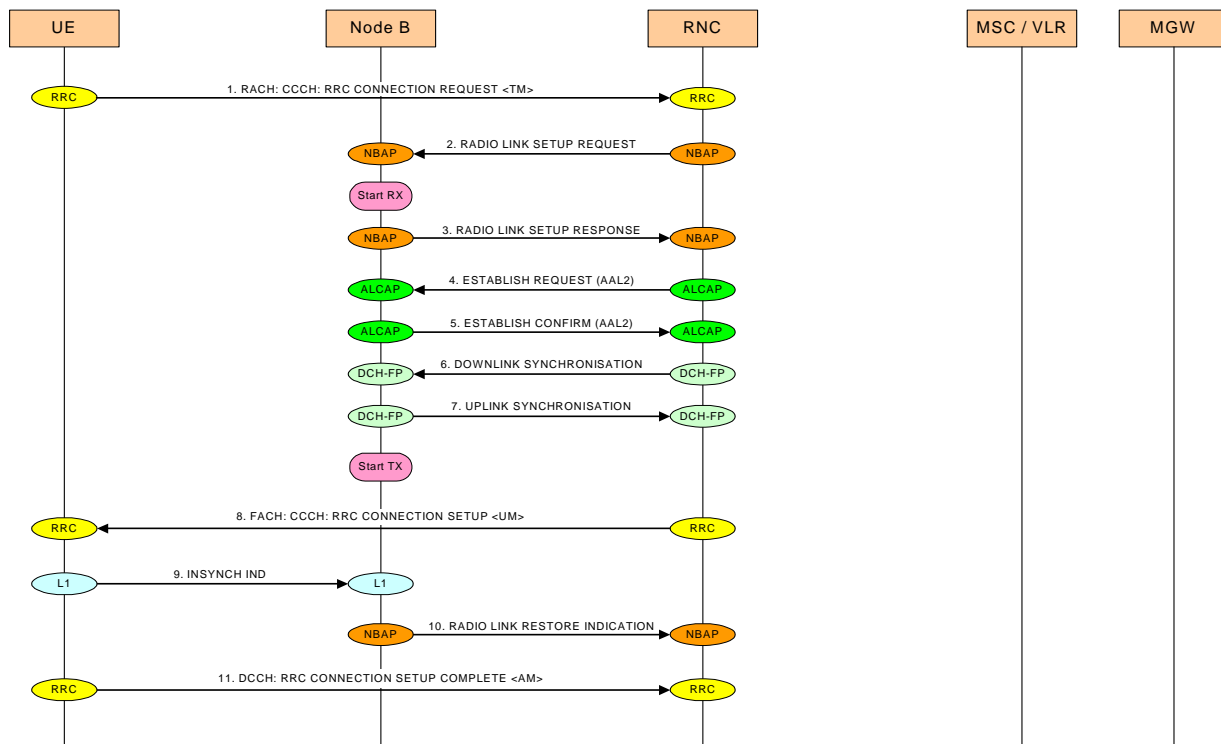 UE Node B RNC MSC / VLR MGW
RRC 1. RACH: CCCH: RRC CONNECTION REQUEST <TM> RRC
NBAP 2. RADIO LINK SETUP REQUEST NBAP
Start RX
NBAP 3. RADIO LINK SETUP RESPONSE NBAP
ALCAP 4. ESTABLISH REQUEST (AAL2) ALCAP
ALCAP 5. ESTABLISH CONFIRM (AAL2) ALCAP
DCH-FP 6. DOWNLINK SYNCHRONISATION DCH-FP
DCH-FP 7. UPLINK SYNCHRONISATION DCH-FP
Start TX
RRC 8. FACH: CCCH: RRC CONNECTION SETUP <UM> RRC
L1 9. INSYNCH IND L1
NBAP 10. RADIO LINK RESTORE INDICATION NBAP
RRC 11. DCCH: RRC CONNECTION SETUP COMPLETE <AM> RRC